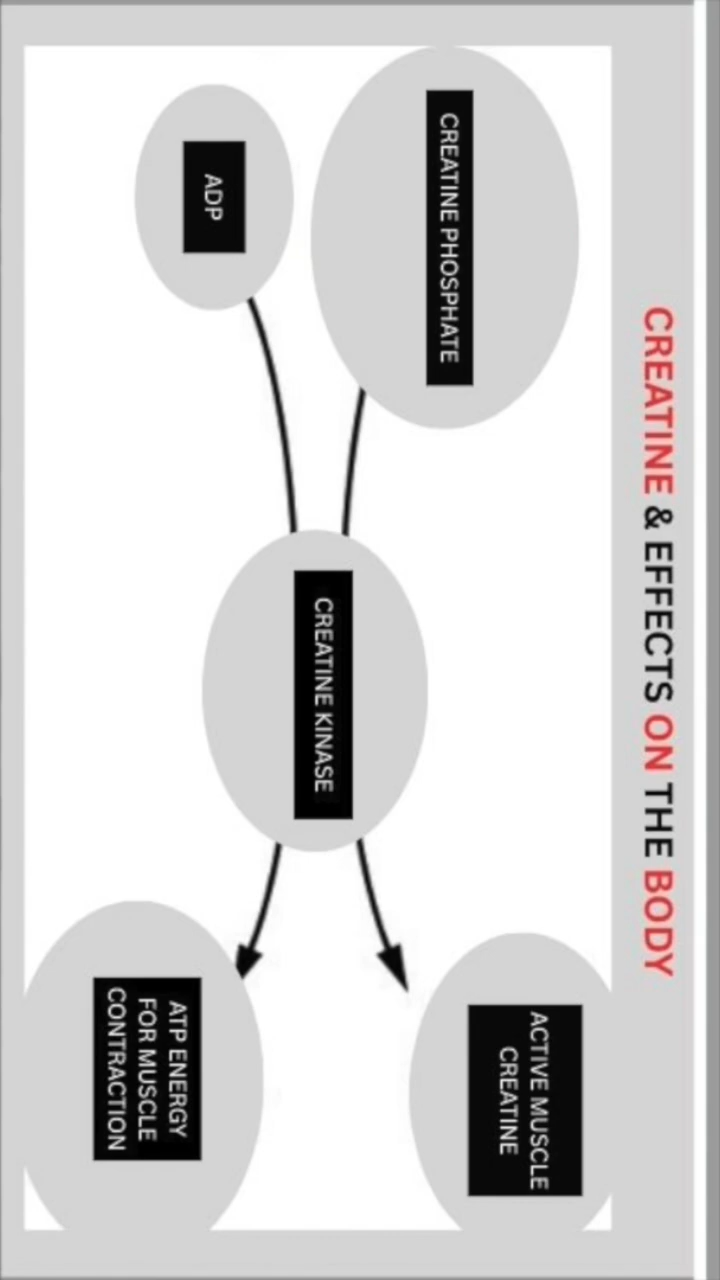 CREATINE & EFFECTS ON THE BODY
CREATINE PHOSPHATE
ADP
CREATINE KINASE
ACTIVE MUSCLE
CREATINE
ATP ENERGY
FOR MUSCLE
CONTRACTION